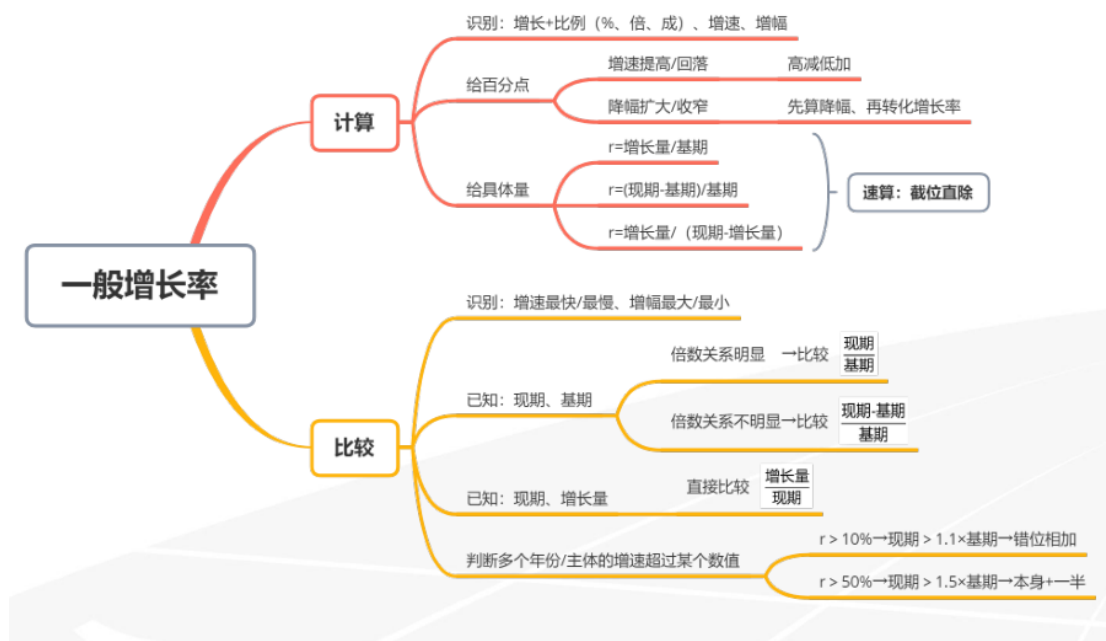 一般增长率
计算
识别：增长+比例（%、倍、成）、增速、增幅
给百分点
增速提高/回落
高减低加
降幅扩大/收窄
先算降幅、再转化增长率
给具体量
r=增长量/基期
r=(现期-基期)/基期
r=增长量/（现期-增长量）
速算：截位直除
比较
识别：增速最快/最慢、增幅最大/最小
已知：现期、基期
倍数关系明显 →比较
现期
基期
倍数关系不明显→比较
现期-基期
基期
已知：现期、增长量
直接比较
增长量
现期
判断多个年份/主体的增速超过某个数值
r > 10%→现期 > 1.1×基期→错位相加
r > 50%→现期 > 1.5×基期→本身+一半